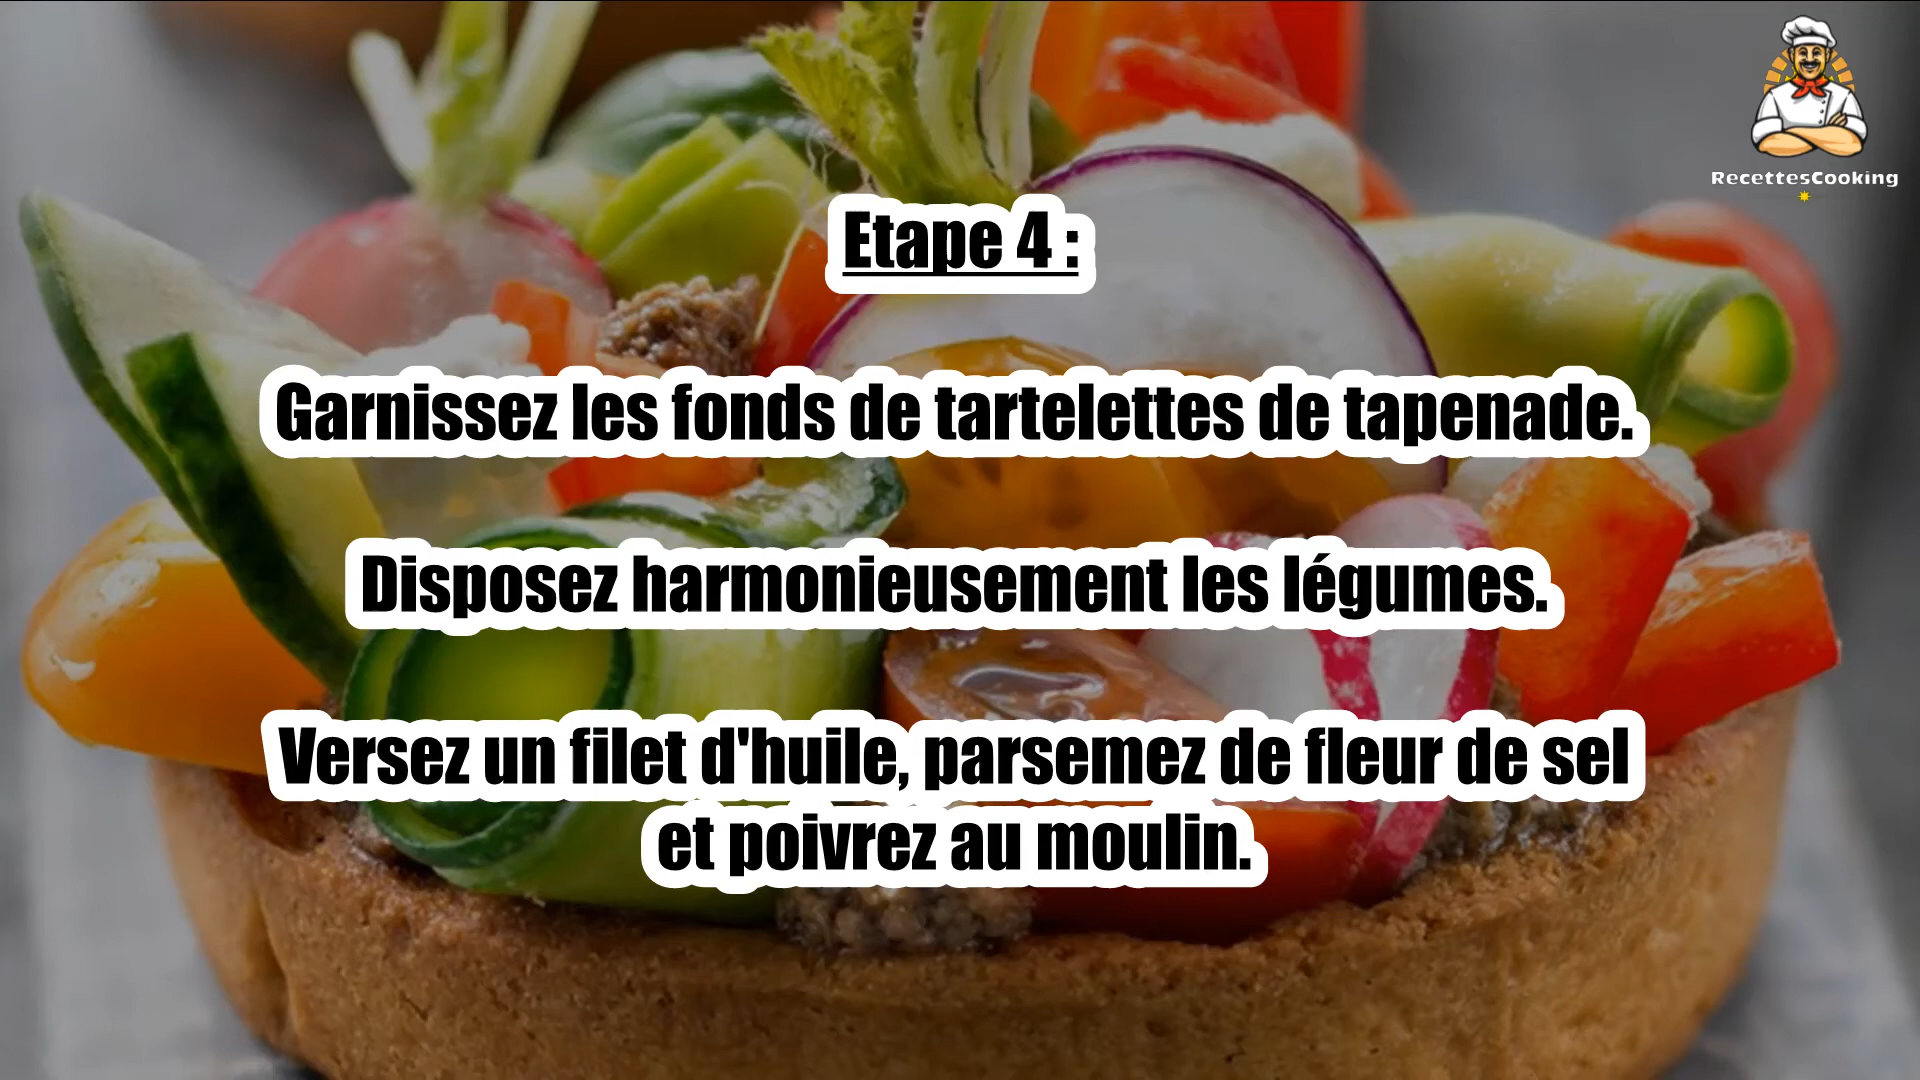 RecettesCooking
Etape 4 :
Garnissez les fonds de tartelettes de tapenade.
Disposez harmonieusement les légumes.
Versez un filet d'huile, parsemez de fleur de sel
et poivrez au moulin.